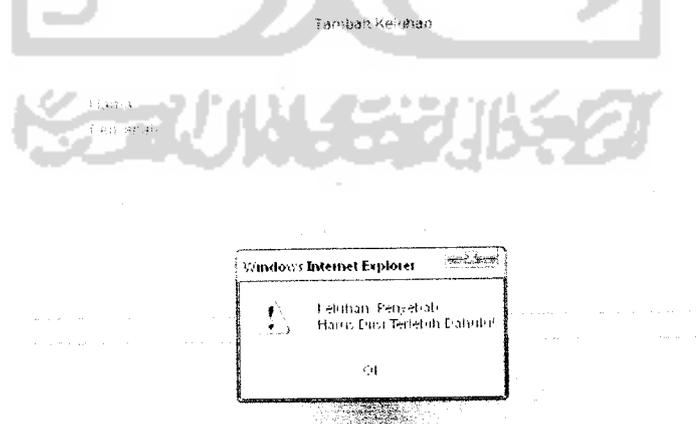 Tambah Keluhan
Windows Internet Explorer
Keluhan, Penyebab
Harus Diisi Terlebih Dahulu!
OK